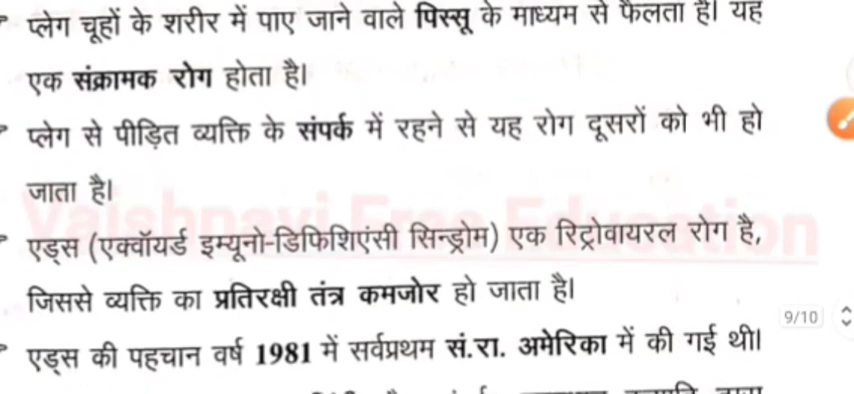 प्लेग चूहों के शरीर में पाए जाने वाले पिस्सू के माध्यम से फैलता है। यह
एक संक्रामक रोग होता है।
प्लेग से पीड़ित व्यक्ति के संपर्क में रहने से यह रोग दूसरों को भी हो
जाता है।
Vaishnavi Free Education
एड्स (एक्वॉयर्ड इम्यूनो-डिफिशिएंसी सिन्ड्रोम) एक रिट्रोवायरल रोग है,
जिससे व्यक्ति का प्रतिरक्षी तंत्र कमजोर हो जाता है।
9/10
एड्स की पहचान वर्ष 1981 में सर्वप्रथम सं.रा. अमेरिका में की गई थी।